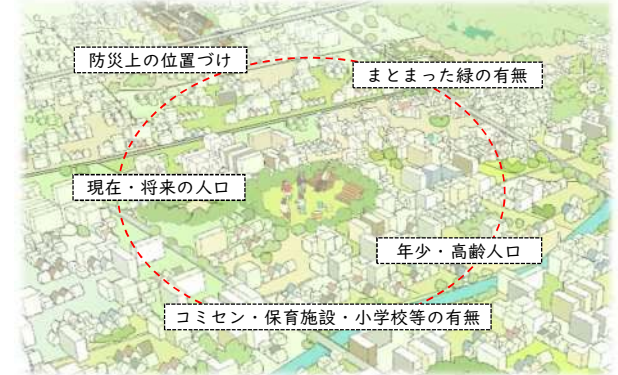 防災上の位置づけ
まとまった緑の有無
現在・将来の人口
年少・高齢人口
コミセン・保育施設・小学校等の有無